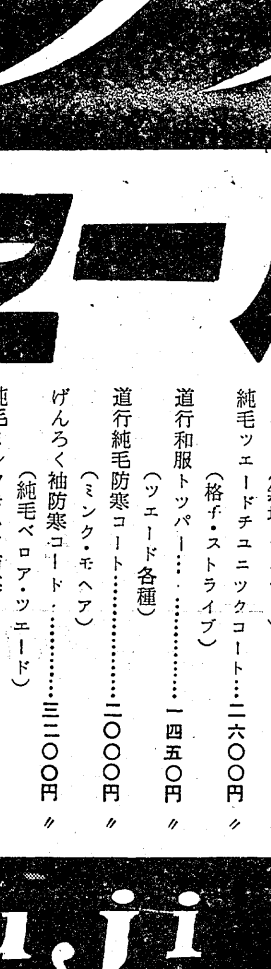 純毛ツェードチュニックコート…二六〇〇円〃
（格子・ストライプ）
道行和服トッパー……………一四五〇円〃
（ツェード各種）
道行純毛防寒コート……………二〇〇〇円〃
（ミンク・モヘア）
げんろく袖防寒コート……………三二〇〇円〃
（純毛ベロア・ツェード）
uji